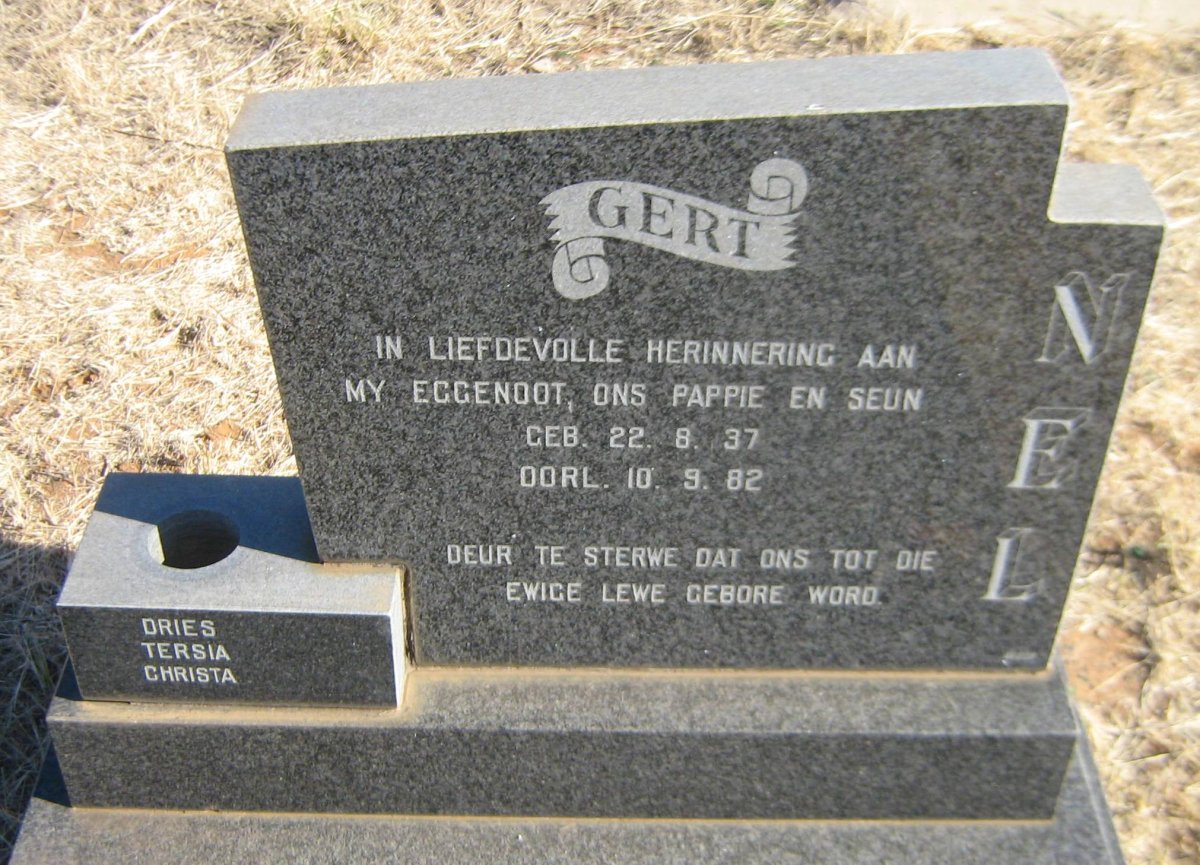 GERT
IN LIEFDEVOLLE HERINNERING AAN
MY EGGENOOT, ONS PAPPIE EN SEUN
GEB. 22. 8. 37
OORL. 10. 9. 82
DEUR TE STERWE DAT ONS TOT DIE
EWIGE LEWE GEBORE WORD.
NEL
DRIES
TERSIA
CHRISTA